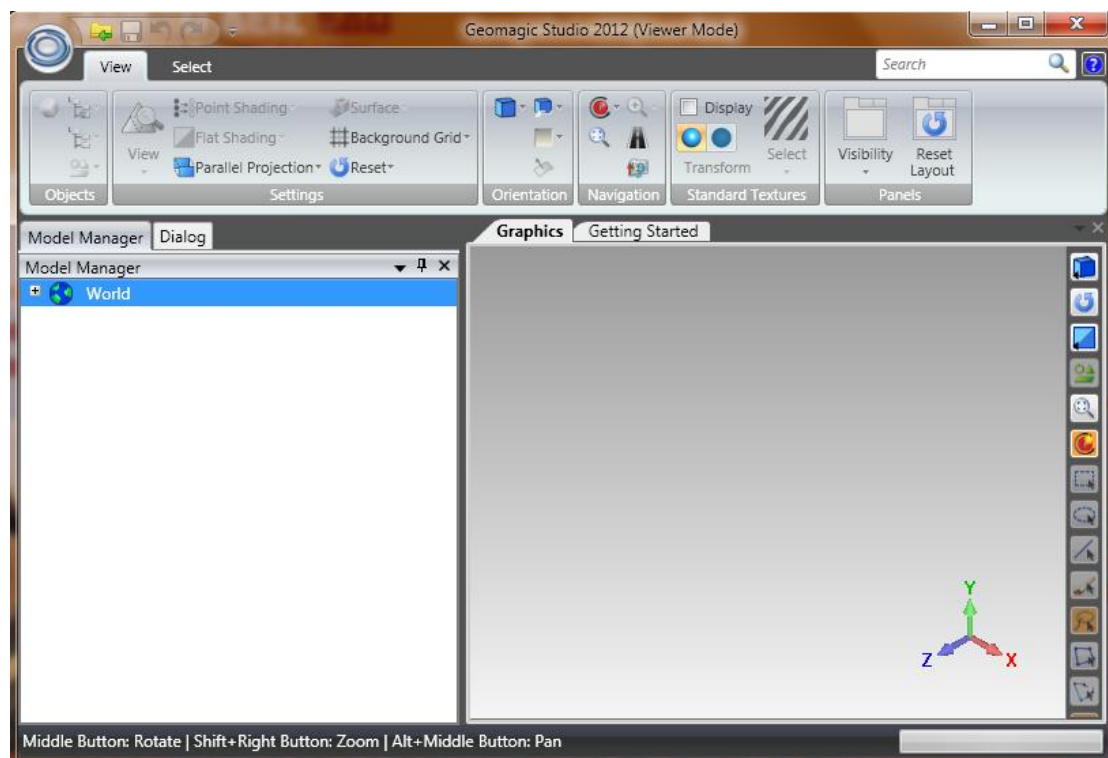 Geomagic Studio 2012 (Viewer Mode)
View Select Search
Point Shading Surface Display
Flat Shading Background Grid
View Select Visibility Reset
Parallel Projection Reset Transform Layout
Objects Settings Orientation Navigation Standard Textures Panels
Model Manager Dialog Graphics Getting Started
Model Manager
World
Y
Z X
Middle Button: Rotate | Shift+Right Button: Zoom | Alt+Middle Button: Pan